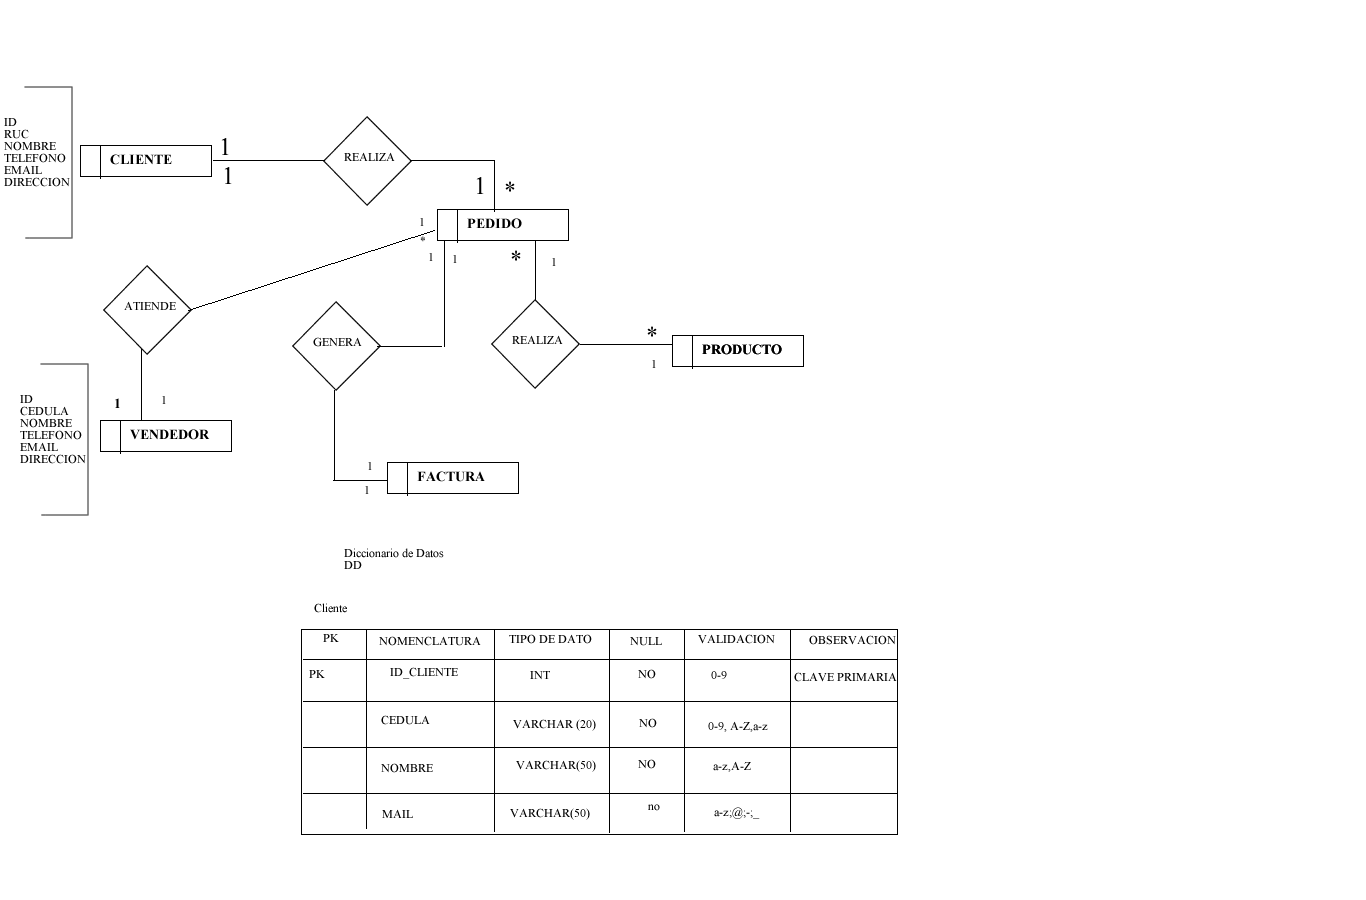 ID
RUC
NOMBRE
TELEFONO
EMAIL
DIRECCION
CLIENTE
1
1
REALIZA
1 *
PEDIDO
1
*
1 1
* 1
ATIENDE
GENERA
REALIZA
*
1
PRODUCTO
ID
CEDULA
NOMBRE
TELEFONO
EMAIL
DIRECCION
1 1
VENDEDOR
1
1
FACTURA
Diccionario de Datos
DD
Cliente
PK NOMENCLATURA TIPO DE DATO NULL VALIDACION OBSERVACION
PK ID_CLIENTE INT NO 0-9 CLAVE PRIMARIA
CEDULA VARCHAR (20) NO 0-9, A-Z,a-z
NOMBRE VARCHAR(50) NO a-z,A-Z
MAIL VARCHAR(50) no a-z;@;-;_